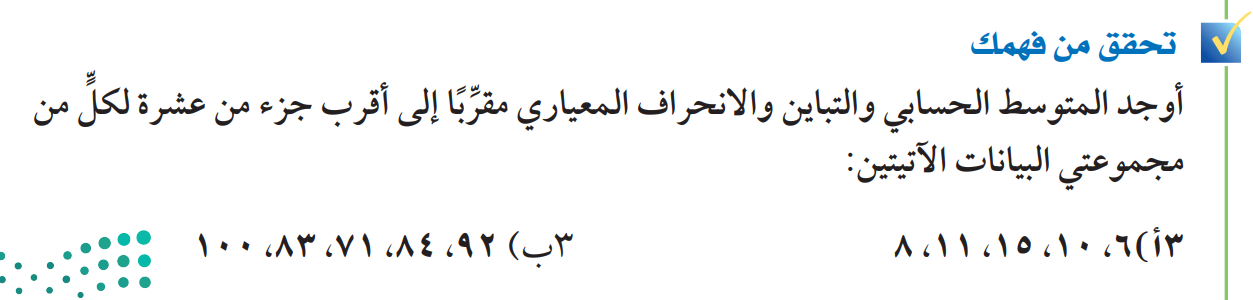 تحقق من فهمك
أوجد المتوسط الحسابي والتباين والانحراف المعياري مقرِّبًا إلى أقرب جزء من عشرة لكلٍّ من
مجموعتي البيانات الآتيتين:
٣أ)٦، ١٠، ١٥، ١١، ٨ ٣ب) ٩٢، ٨٤، ٧١، ٨٣، ١٠٠